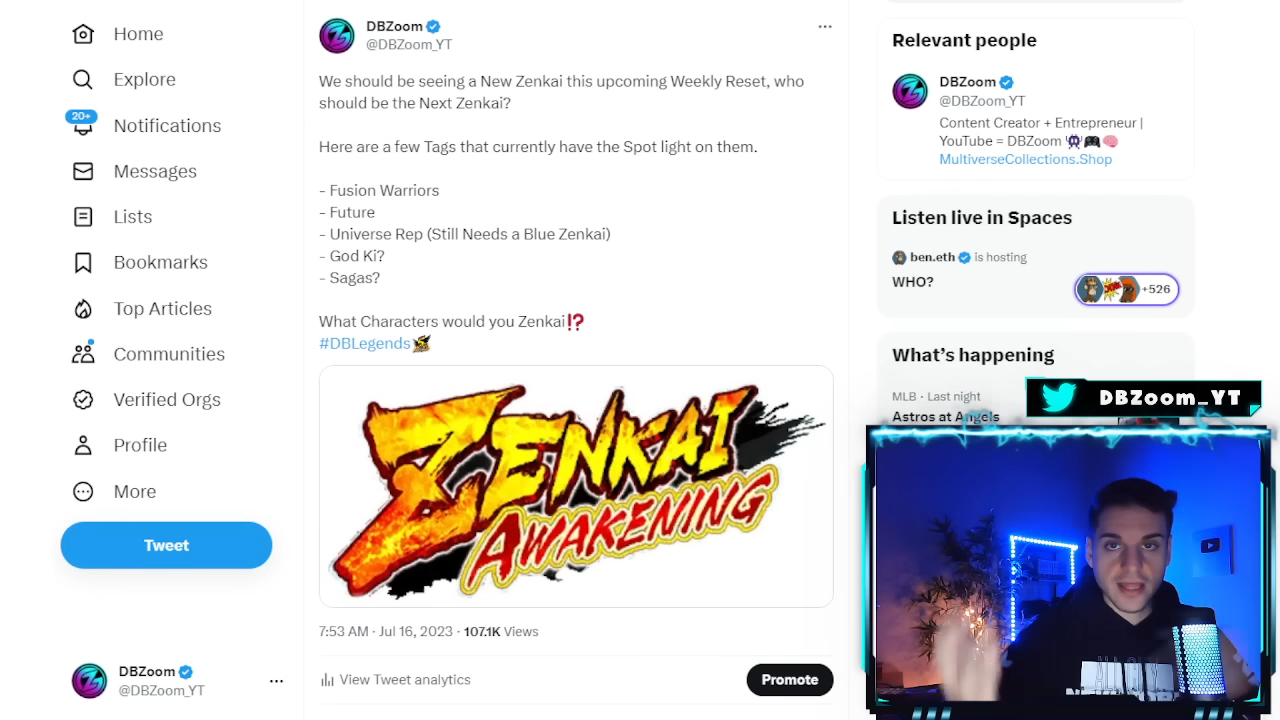 Home
Explore
20+
Notifications
Messages
Lists
Bookmarks
Top Articles
Communities
Verified Orgs
Profile
More
Tweet
DBZoom
@DBZoom_YT
DBZoom
@DBZoom_YT
We should be seeing a New Zenkai this upcoming Weekly Reset, who
should be the Next Zenkai?
Here are a few Tags that currently have the Spot light on them.
- Fusion Warriors
- Future
- Universe Rep (Still Needs a Blue Zenkai)
- God Ki?
- Sagas?
What Characters would you Zenkai⁉️
#DBLegends
ZENKAI
AWAKENING
7:53 AM · Jul 16, 2023 · 107.1K Views
View Tweet analytics
Promote
Relevant people
DBZoom
@DBZoom_YT
Content Creator + Entrepreneur |
YouTube = DBZoom 👾🎮🧠
MultiverseCollections.Shop
Listen live in Spaces
ben.eth is hosting
WHO?
+526
What's happening
MLB · Last night
Astros at Angels
DBZoom_YT